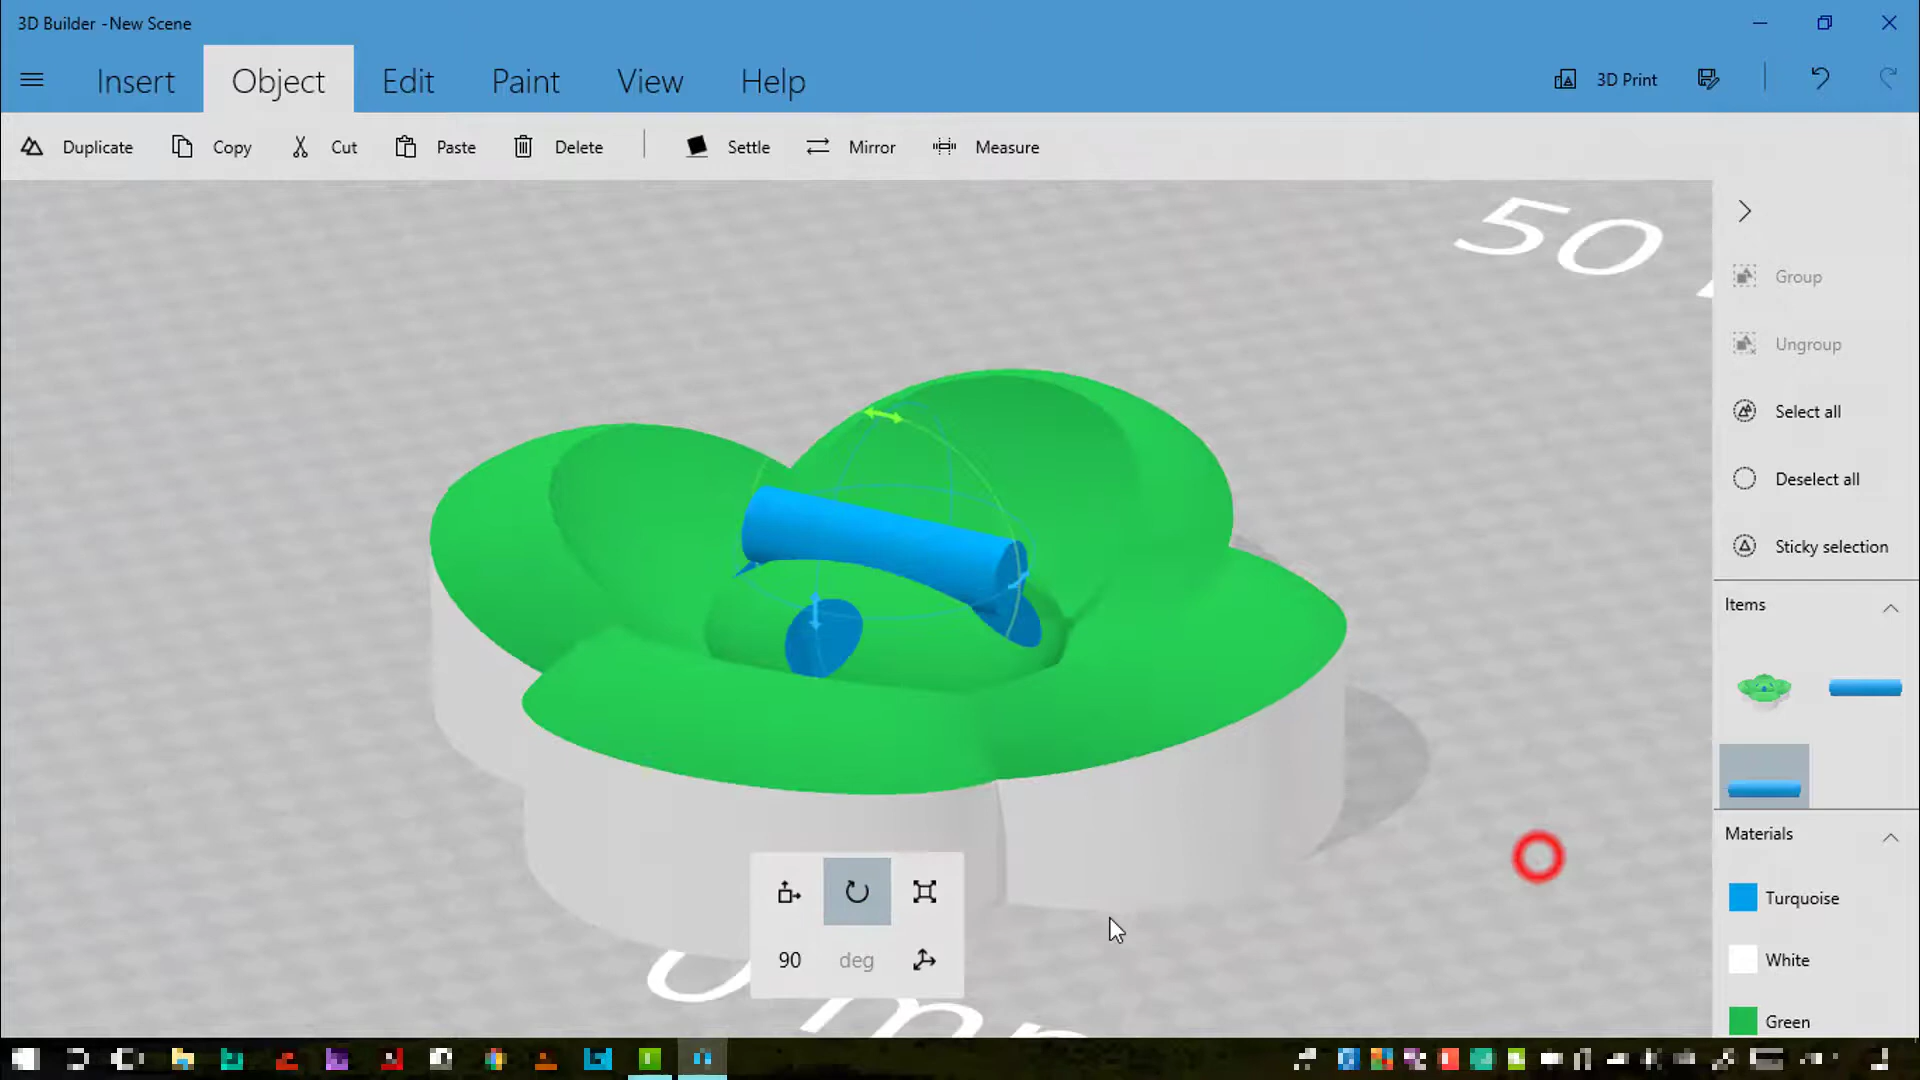 3D Builder -New Scene
Insert Object Edit Paint View Help
3D Print
Duplicate Copy Cut Paste Delete Settle Mirror Measure
50
Group
Ungroup
Select all
Deselect all
Sticky selection
Items
Materials
Turquoise
White
Green
90 deg